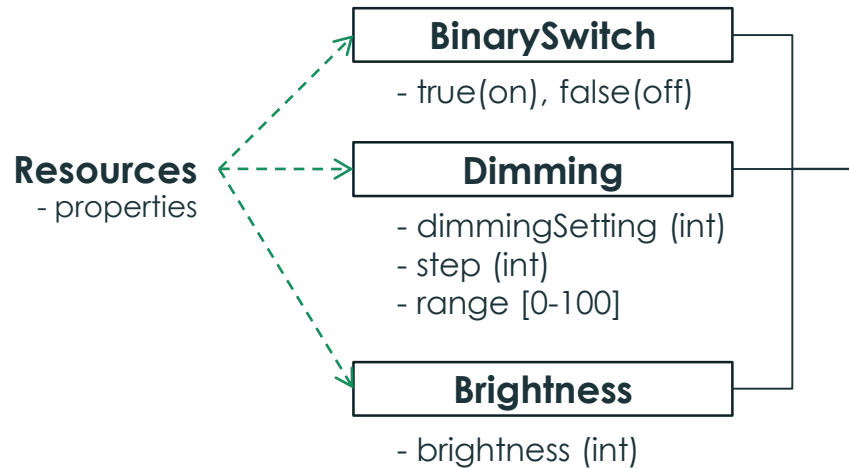 BinarySwitch
- true(on), false(off)
Resources
- properties
Dimming
- dimmingSetting (int)
- step (int)
- range [0-100]
Brightness
- brightness (int)